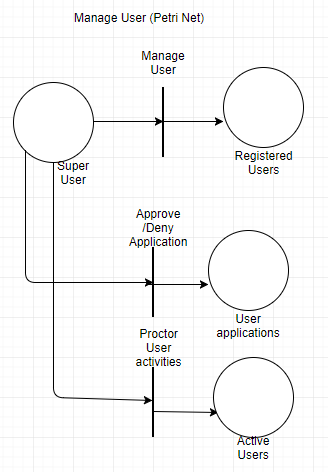 Manage User (Petri Net)
Manage
User
Super
User
Registered
Users
Approve
/Deny
Application
User
applications
Proctor
User
activities
Active
Users